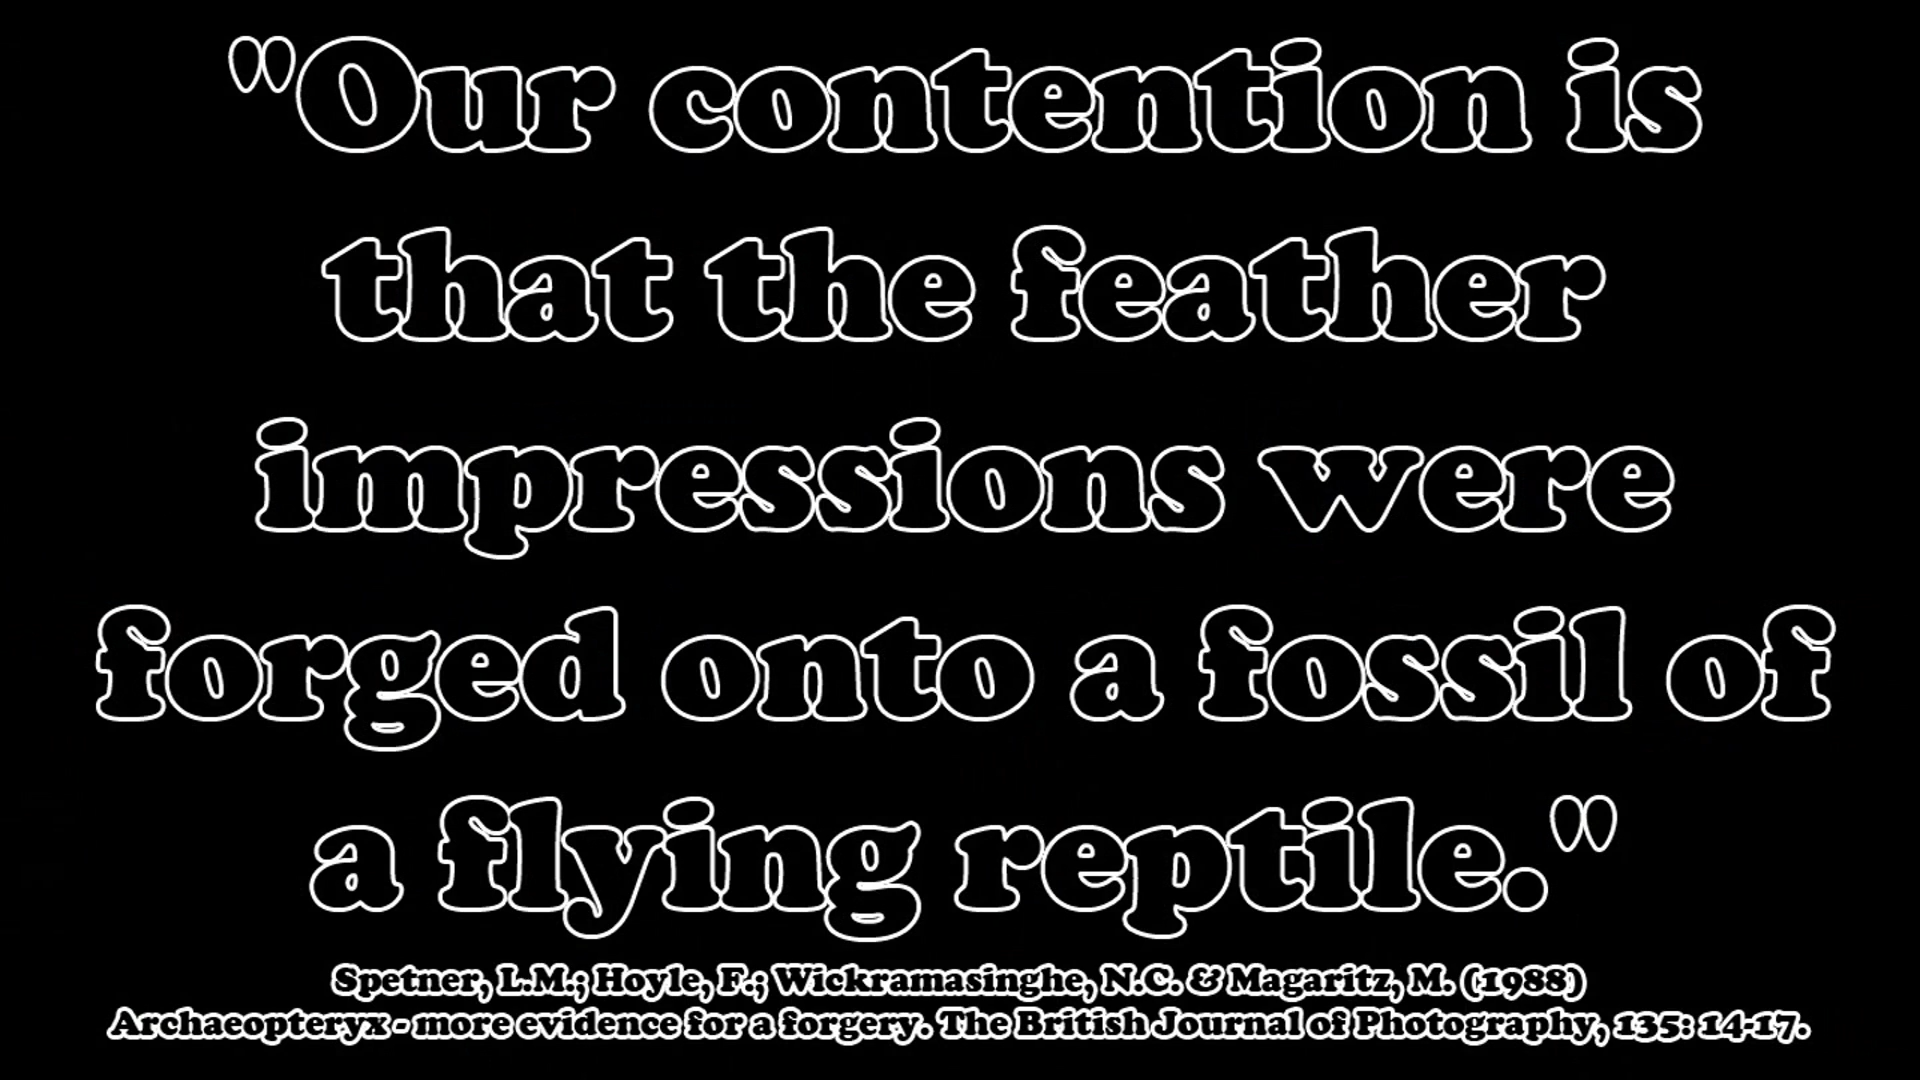 "Our contention is
that the feather
impressions were
forged onto a fossil of
a flying reptile."
Spetner, L.M.; Hoyle, F.; Wickramasinghe, N.C. & Magaritz, M. (1988)
Archaeopteryx - more evidence for a forgery. The British Journal of Photography, 135: 14-17.